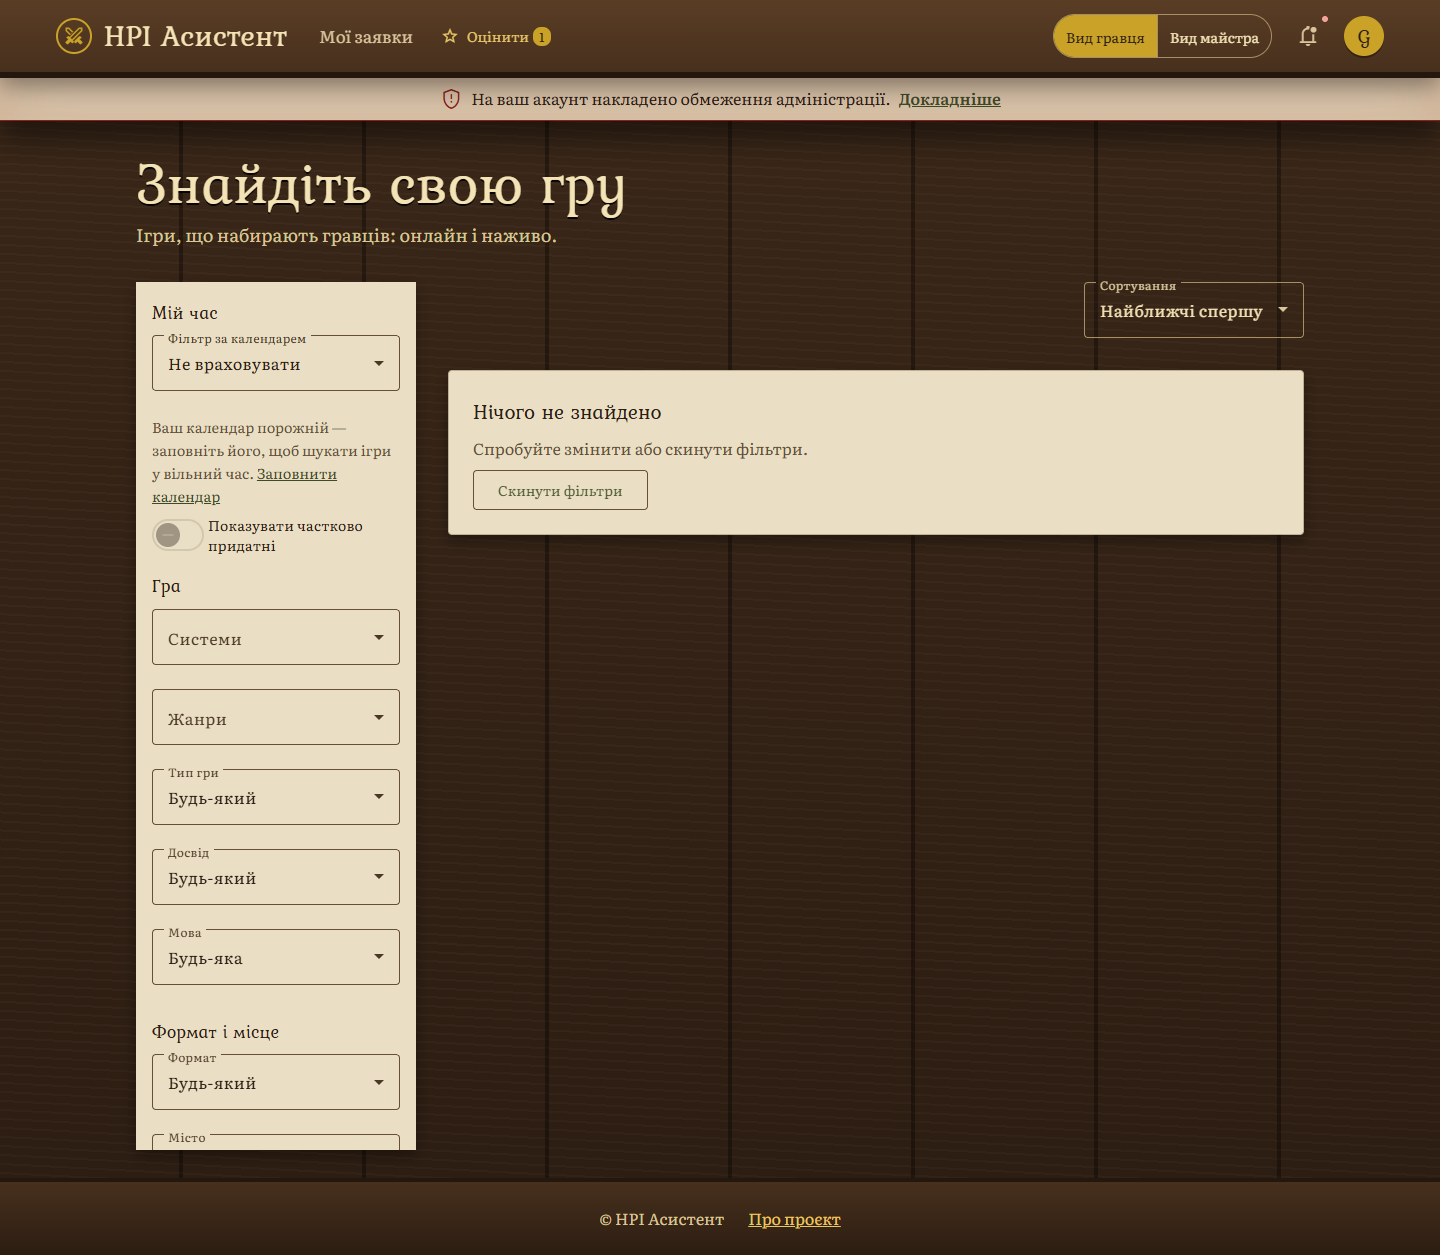 НРІ Асистент
Мої заявки
Оцінити 1
Вид гравця
Вид майстра
G
На ваш акаунт накладено обмеження адміністрації. Докладніше
Знайдіть свою гру
Ігри, що набирають гравців: онлайн і наживо.
Мій час
Фільтр за календарем
Не враховувати
Ваш календар порожній —
заповніть його, щоб шукати ігри
у вільний час. Заповнити
календар
Показувати частково
придатні
Гра
Системи
Жанри
Тип гри
Будь-який
Досвід
Будь-який
Мова
Будь-яка
Формат і місце
Формат
Будь-який
Місто
Сортування
Найближчі спершу
Нічого не знайдено
Спробуйте змінити або скинути фільтри.
Скинути фільтри
© НРІ Асистент
Про проєкт